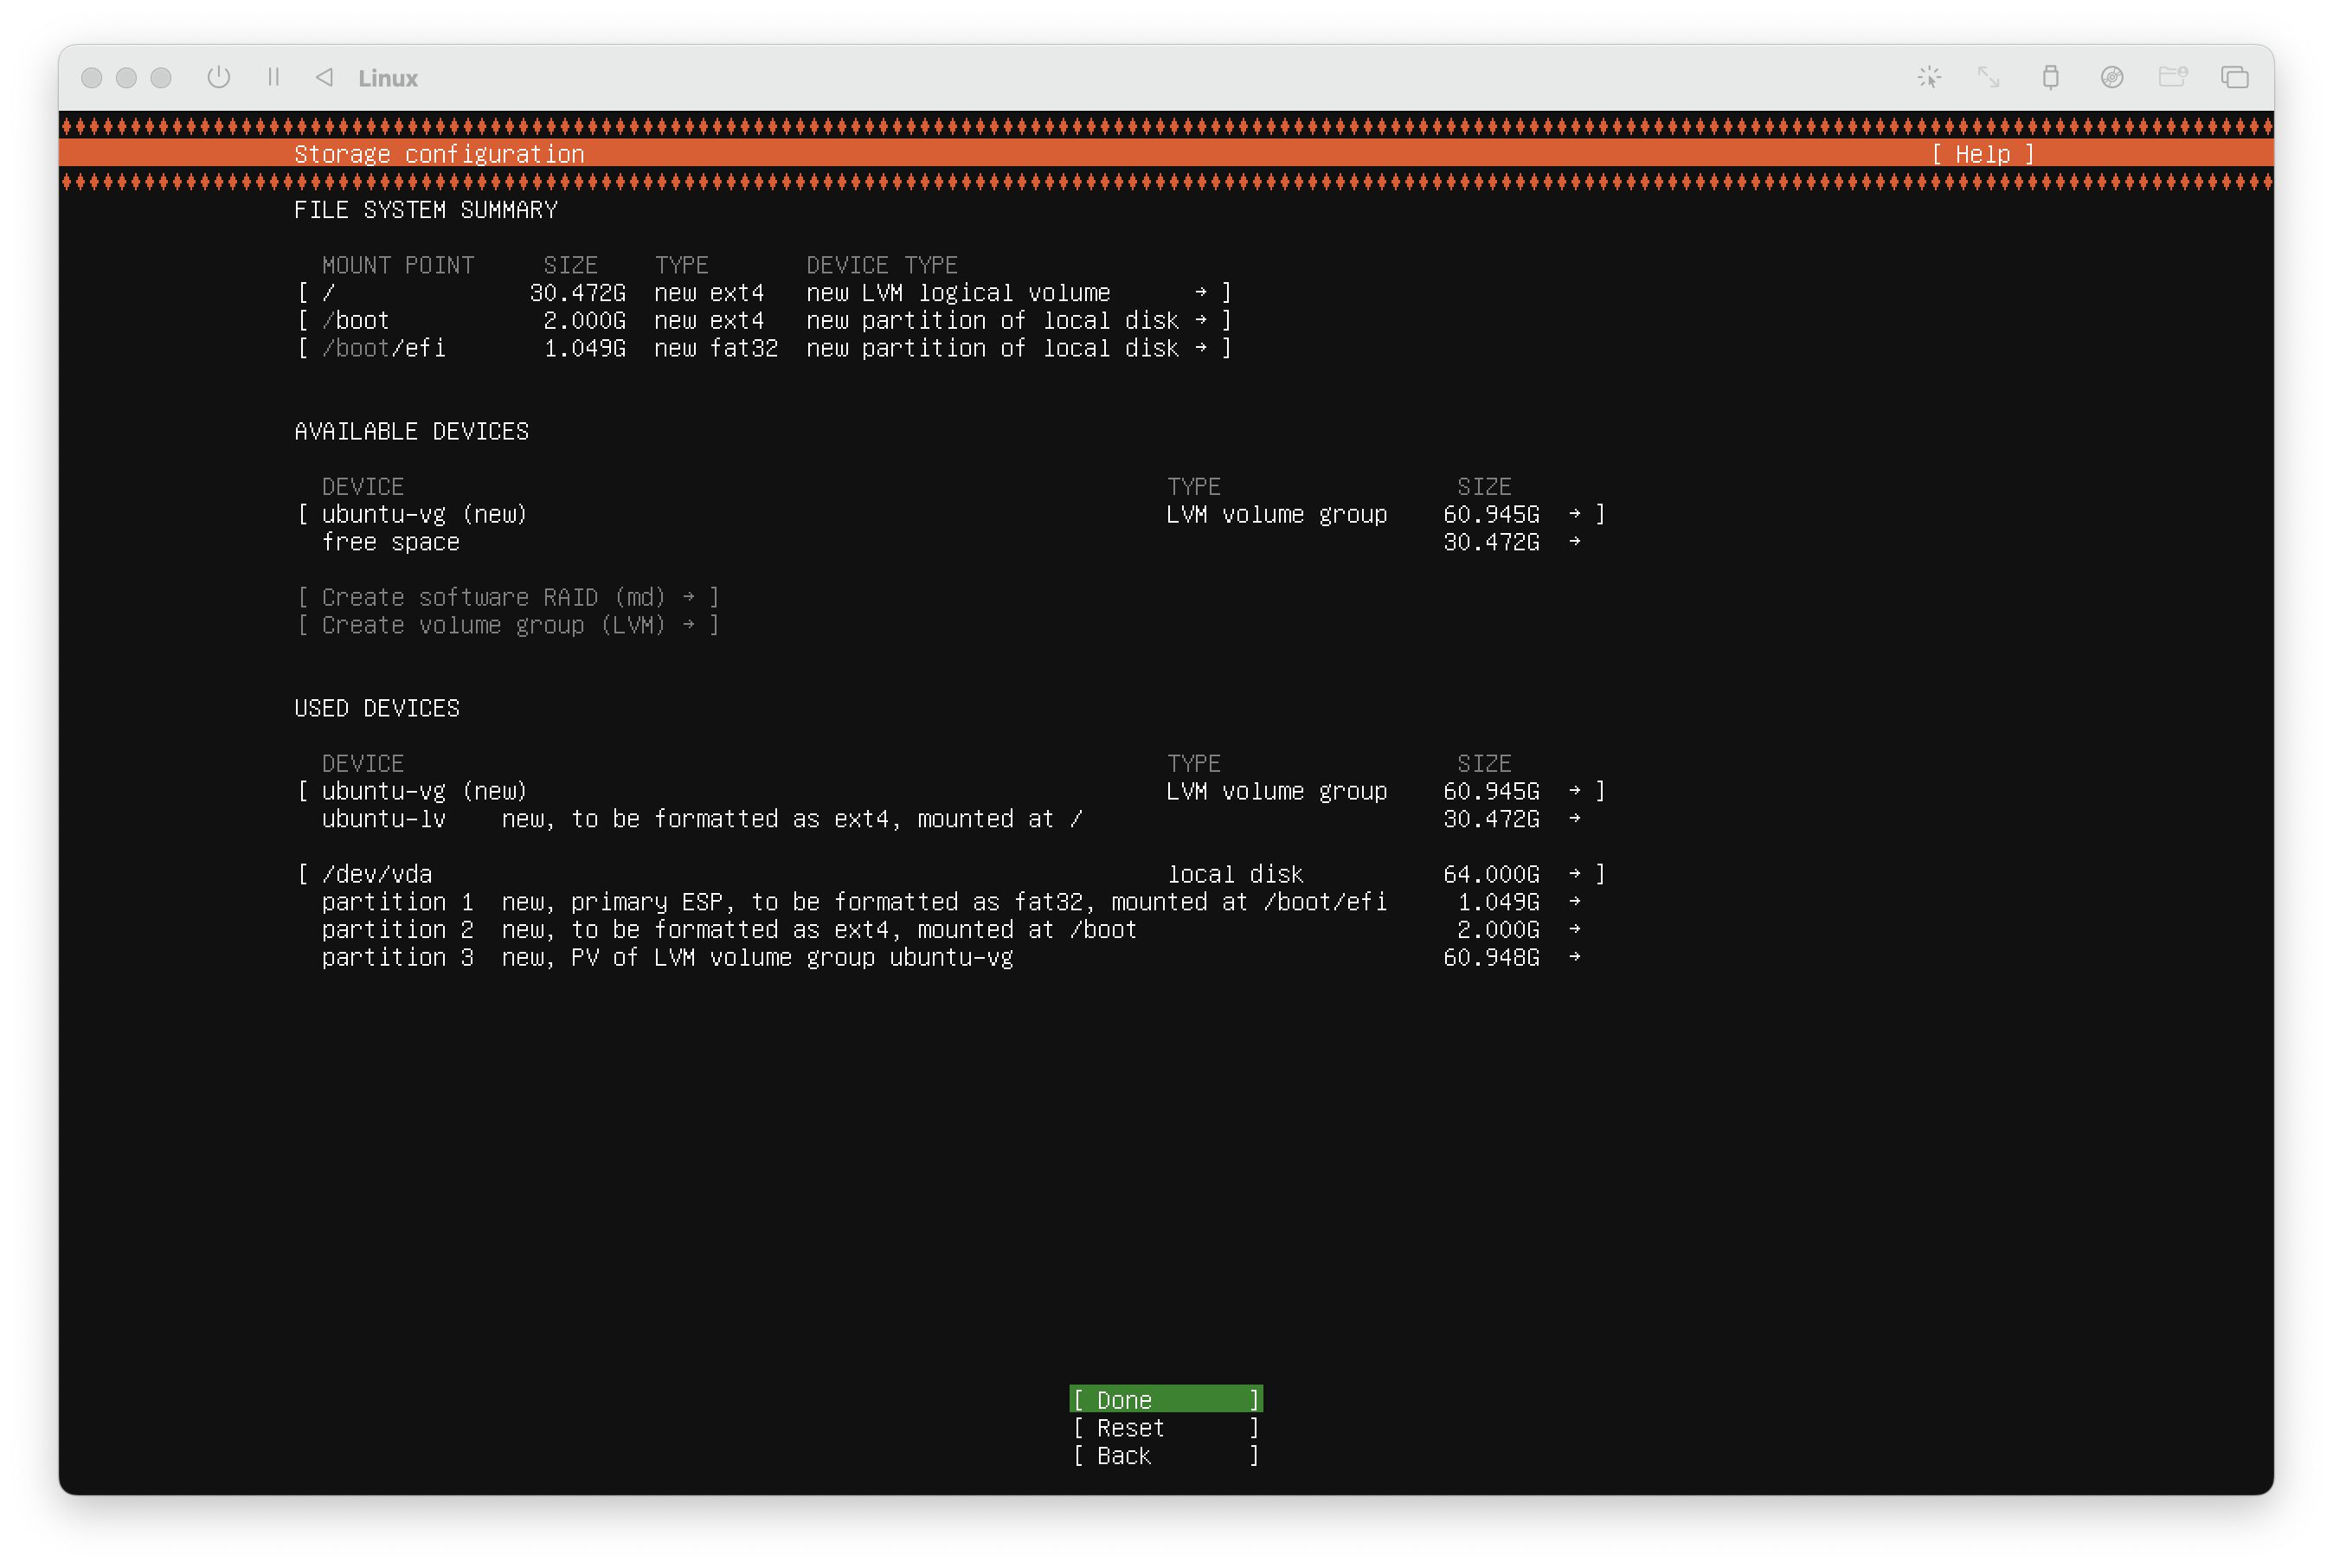 Linux
Storage configuration [ Help ]
FILE SYSTEM SUMMARY
MOUNT POINT SIZE TYPE DEVICE TYPE
[ / 30.472G new ext4 new LVM logical volume → ]
[ /boot 2.000G new ext4 new partition of local disk → ]
[ /boot/efi 1.049G new fat32 new partition of local disk → ]
AVAILABLE DEVICES
DEVICE TYPE SIZE
[ ubuntu-vg (new) LVM volume group 60.945G → ]
free space 30.472G →
[ Create software RAID (md) → ]
[ Create volume group (LVM) → ]
USED DEVICES
DEVICE TYPE SIZE
[ ubuntu-vg (new) LVM volume group 60.945G → ]
ubuntu-lv new, to be formatted as ext4, mounted at / 30.472G →
[ /dev/vda local disk 64.000G → ]
partition 1 new, primary ESP, to be formatted as fat32, mounted at /boot/efi 1.049G →
partition 2 new, to be formatted as ext4, mounted at /boot 2.000G →
partition 3 new, PV of LVM volume group ubuntu-vg 60.948G →
[ Done ]
[ Reset ]
[ Back ]